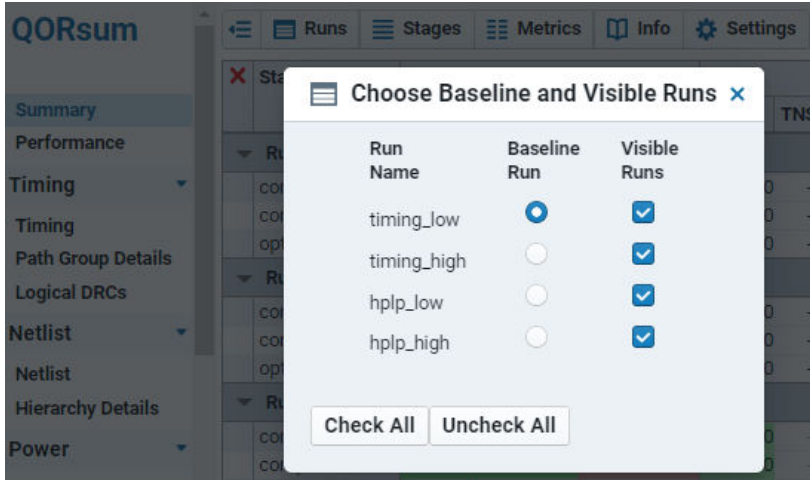 QORsum
Runs
Stages
Metrics
Info
Settings
Summary
Performance
Timing
Timing
Path Group Details
Logical DRCs
Netlist
Netlist
Hierarchy Details
Power
Choose Baseline and Visible Runs
Run Name
Baseline Run
Visible Runs
timing_low
timing_high
hplp_low
hplp_high
Check All
Uncheck All